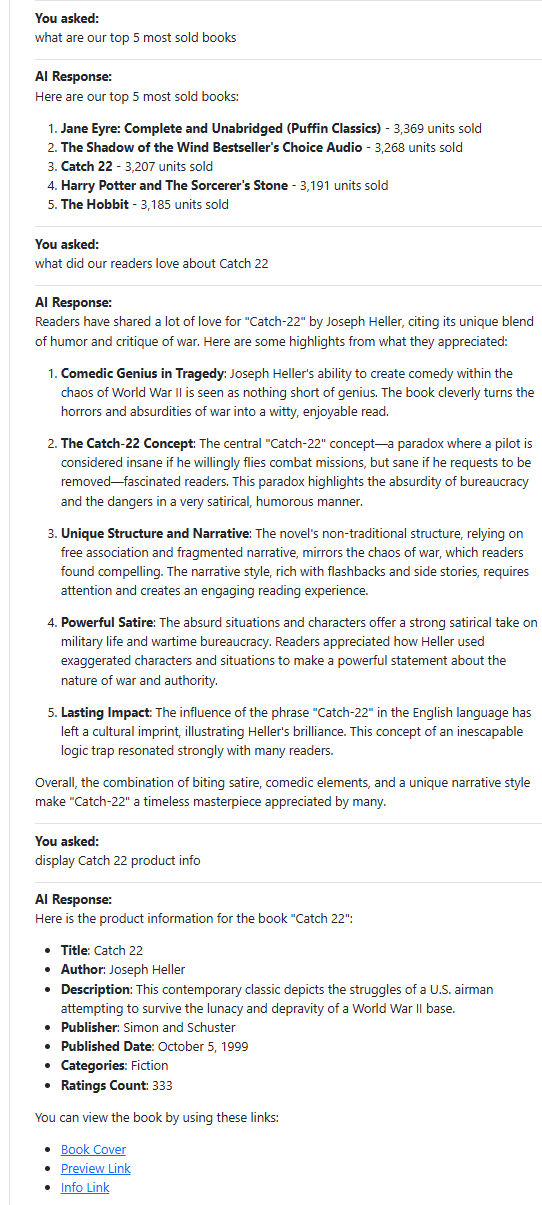 You asked:
what are our top 5 most sold books
AI Response:
Here are our top 5 most sold books:
1. Jane Eyre: Complete and Unabridged (Puffin Classics) - 3,369 units sold
2. The Shadow of the Wind Bestseller's Choice Audio - 3,268 units sold
3. Catch 22 - 3,207 units sold
4. Harry Potter and The Sorcerer's Stone - 3,191 units sold
5. The Hobbit - 3,185 units sold
You asked:
what did our readers love about Catch 22
AI Response:
Readers have shared a lot of love for "Catch-22" by Joseph Heller, citing its unique blend
of humor and critique of war. Here are some highlights from what they appreciated:
1. Comedic Genius in Tragedy: Joseph Heller's ability to create comedy within the
chaos of World War II is seen as nothing short of genius. The book cleverly turns the
horrors and absurdities of war into a witty, enjoyable read.
2. The Catch-22 Concept: The central "Catch-22" concept—a paradox where a pilot is
considered insane if he willingly flies combat missions, but sane if he requests to be
removed—fascinated readers. This paradox highlights the absurdity of bureaucracy
and the dangers in a very satirical, humorous manner.
3. Unique Structure and Narrative: The novel's non-traditional structure, relying on
free association and fragmented narrative, mirrors the chaos of war, which readers
found compelling. The narrative style, rich with flashbacks and side stories, requires
attention and creates an engaging reading experience.
4. Powerful Satire: The absurd situations and characters offer a strong satirical take on
military life and wartime bureaucracy. Readers appreciated how Heller used
exaggerated characters and situations to make a powerful statement about the
nature of war and authority.
5. Lasting Impact: The influence of the phrase "Catch-22" in the English language has
left a cultural imprint, illustrating Heller's brilliance. This concept of an inescapable
logic trap resonated strongly with many readers.
Overall, the combination of biting satire, comedic elements, and a unique narrative style
make "Catch-22" a timeless masterpiece appreciated by many.
You asked:
display Catch 22 product info
AI Response:
Here is the product information for the book "Catch 22":
• Title: Catch 22
• Author: Joseph Heller
• Description: This contemporary classic depicts the struggles of a U.S. airman
attempting to survive the lunacy and depravity of a World War II base.
• Publisher: Simon and Schuster
• Published Date: October 5, 1999
• Categories: Fiction
• Ratings Count: 333
You can view the book by using these links:
• Book Cover
• Preview Link
• Info Link